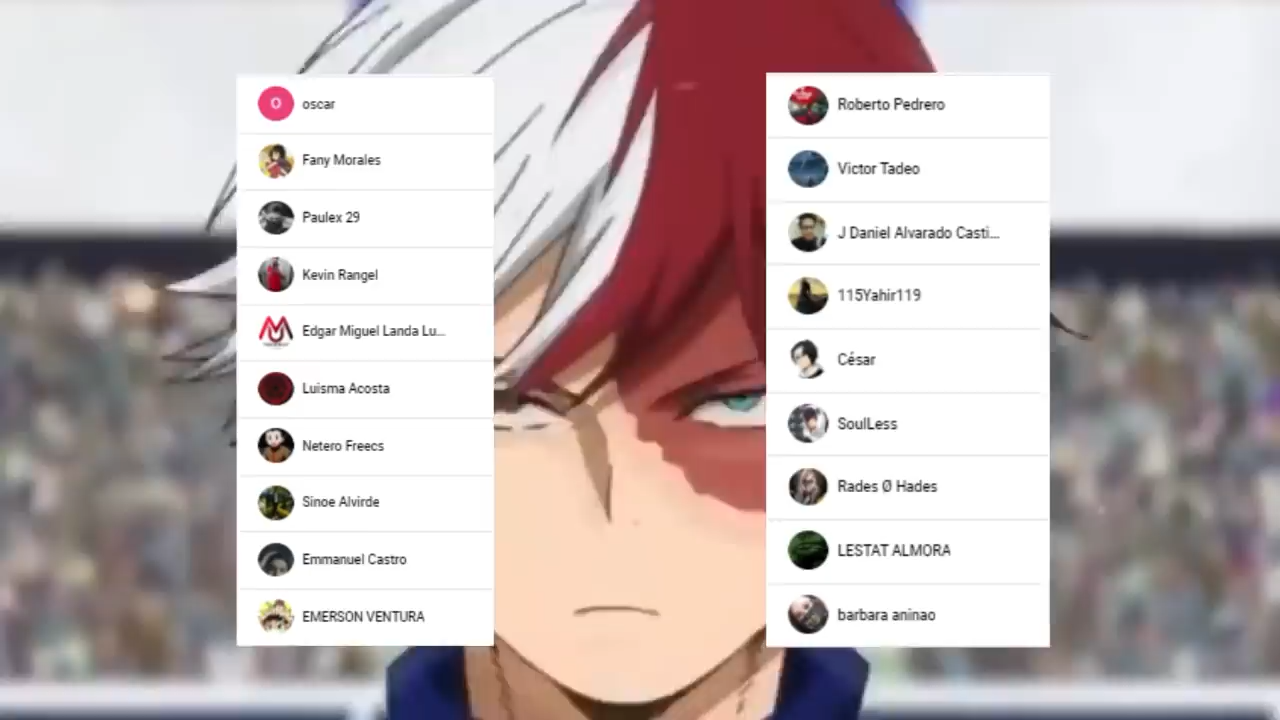 O oscar
Fany Morales
Paulex 29
Kevin Rangel
Edgar Miguel Landa Lu...
Luisma Acosta
Netero Freecs
Sinoe Alvirde
Emmanuel Castro
EMERSON VENTURA
Roberto Pedrero
Victor Tadeo
J Daniel Alvarado Casti...
115Yahir119
César
SoulLess
Rades Ø Hades
LESTAT ALMORA
barbara aninao